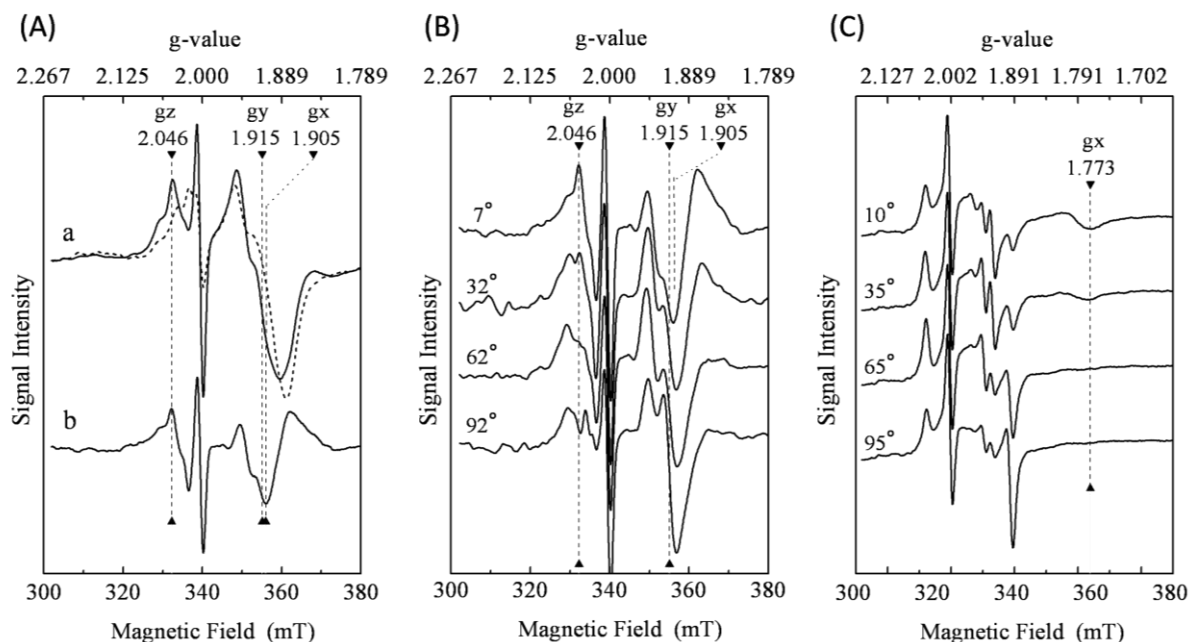 (A)
g-value
2.267 2.125 2.000 1.889 1.789
gz gy gx
2.046 1.915 1.905
a
b
Signal Intensity
300 320 340 360 380
Magnetic Field (mT)
(B)
g-value
2.267 2.125 2.000 1.889 1.789
gz gy gx
2.046 1.915 1.905
7°
32°
62°
92°
Signal Intensity
300 320 340 360 380
Magnetic Field (mT)
(C)
g-value
2.127 2.002 1.891 1.791 1.702
gx
1.773
10°
35°
65°
95°
Signal Intensity
300 320 340 360 380
Magnetic Field (mT)